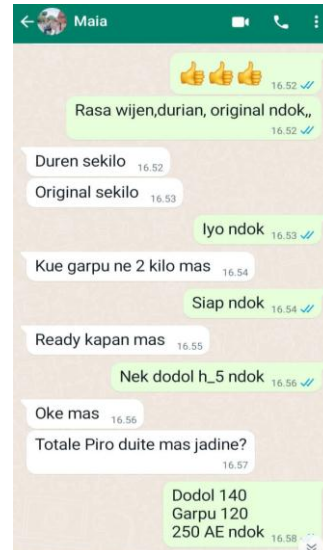 Maia
👍👍👍 16.52
Rasa wijen,durian, original ndok,,
16.52
Duren sekilo 16.52
Original sekilo 16.53
Iyo ndok 16.53
Kue garpu ne 2 kilo mas 16.54
Siap ndok 16.54
Ready kapan mas 16.55
Nek dodol h_5 ndok 16.56
Oke mas 16.56
Totale Piro duite mas jadine?
16.57
Dodol 140
Garpu 120
250 AE ndok 16.58